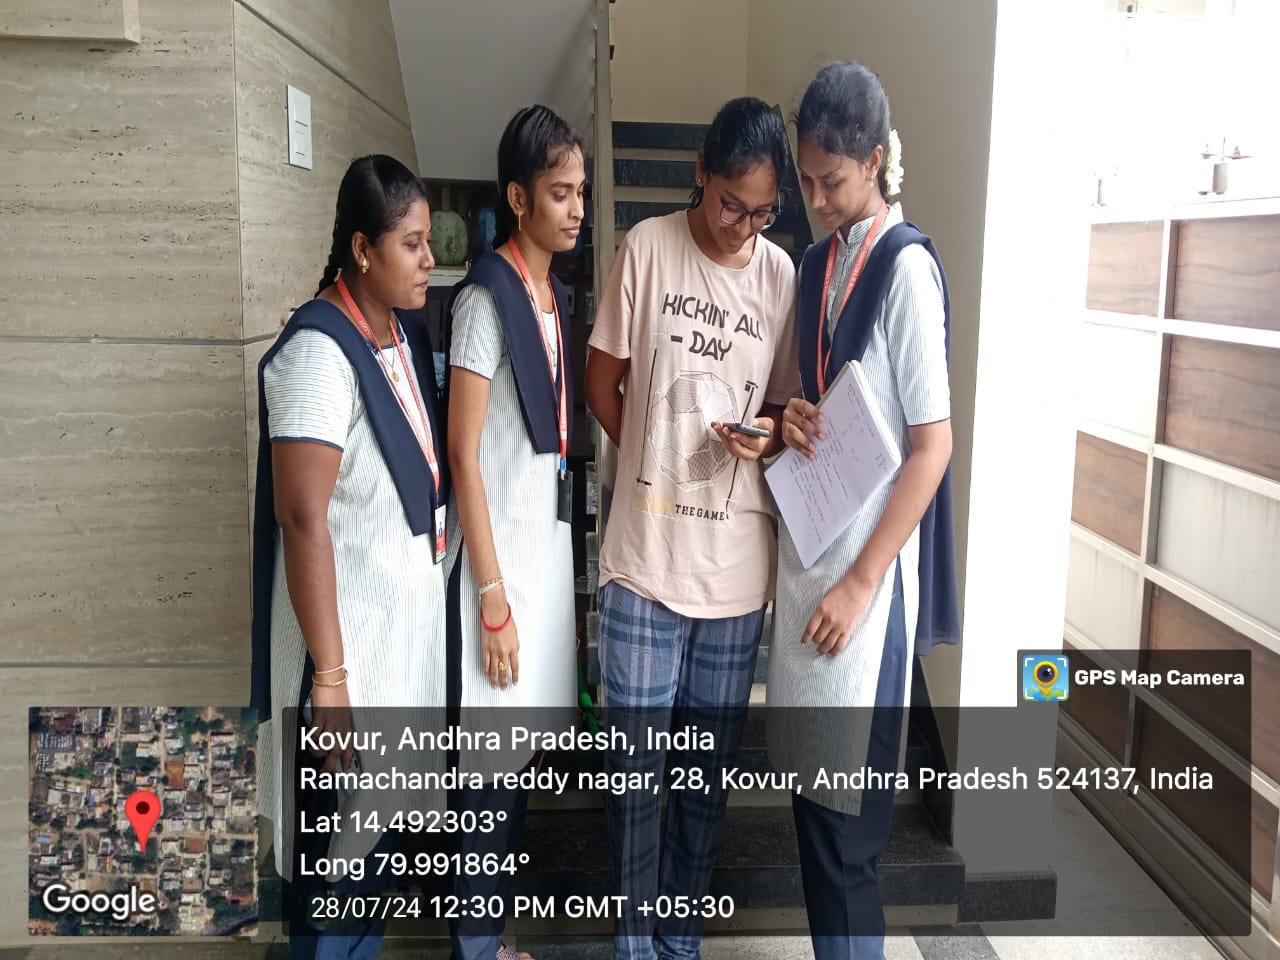 KICKIN' ALL
- DAY
THE GAME
GPS Map Camera
Kovur, Andhra Pradesh, India
Ramachandra reddy nagar, 28, Kovur, Andhra Pradesh 524137, India
Lat 14.492303°
Long 79.991864°
28/07/24 12:30 PM GMT +05:30
Google